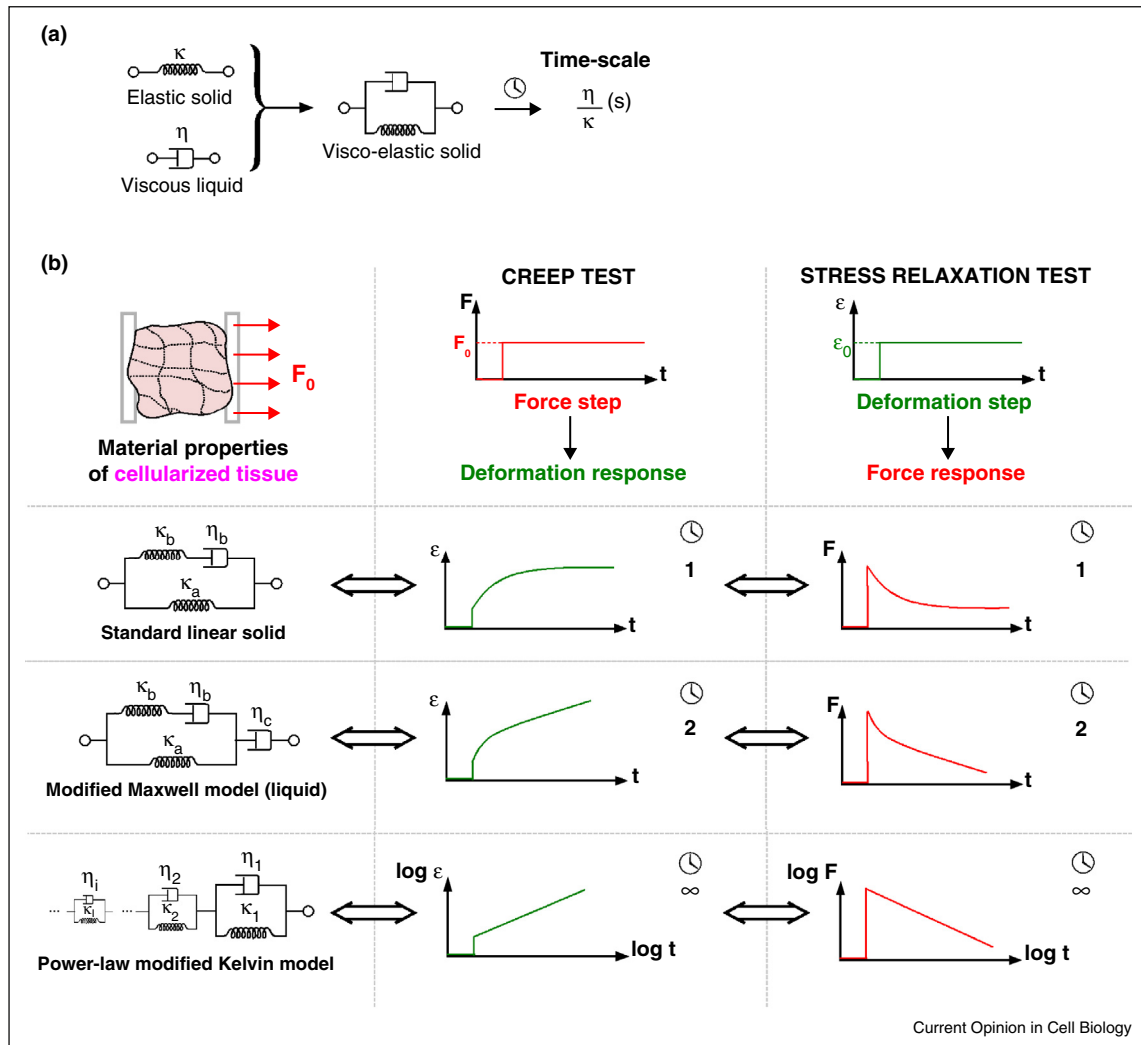 (a)
κ
Elastic solid
η
Viscous liquid
Visco-elastic solid
Time-scale
η
κ
(s)
(b)
F₀
Material properties
of cellularized tissue
CREEP TEST
F
F₀
t
Force step
Deformation response
STRESS RELAXATION TEST
ε
ε₀
t
Deformation step
Force response
κb
ηb
κa
Standard linear solid
ε
t
1
F
t
1
κb
ηb
ηc
κa
Modified Maxwell model (liquid)
ε
t
2
F
t
2
ηi
κi
... ...
η2
κ2
η1
κ1
Power-law modified Kelvin model
log ε
log t
∞
log F
log t
∞
Current Opinion in Cell Biology